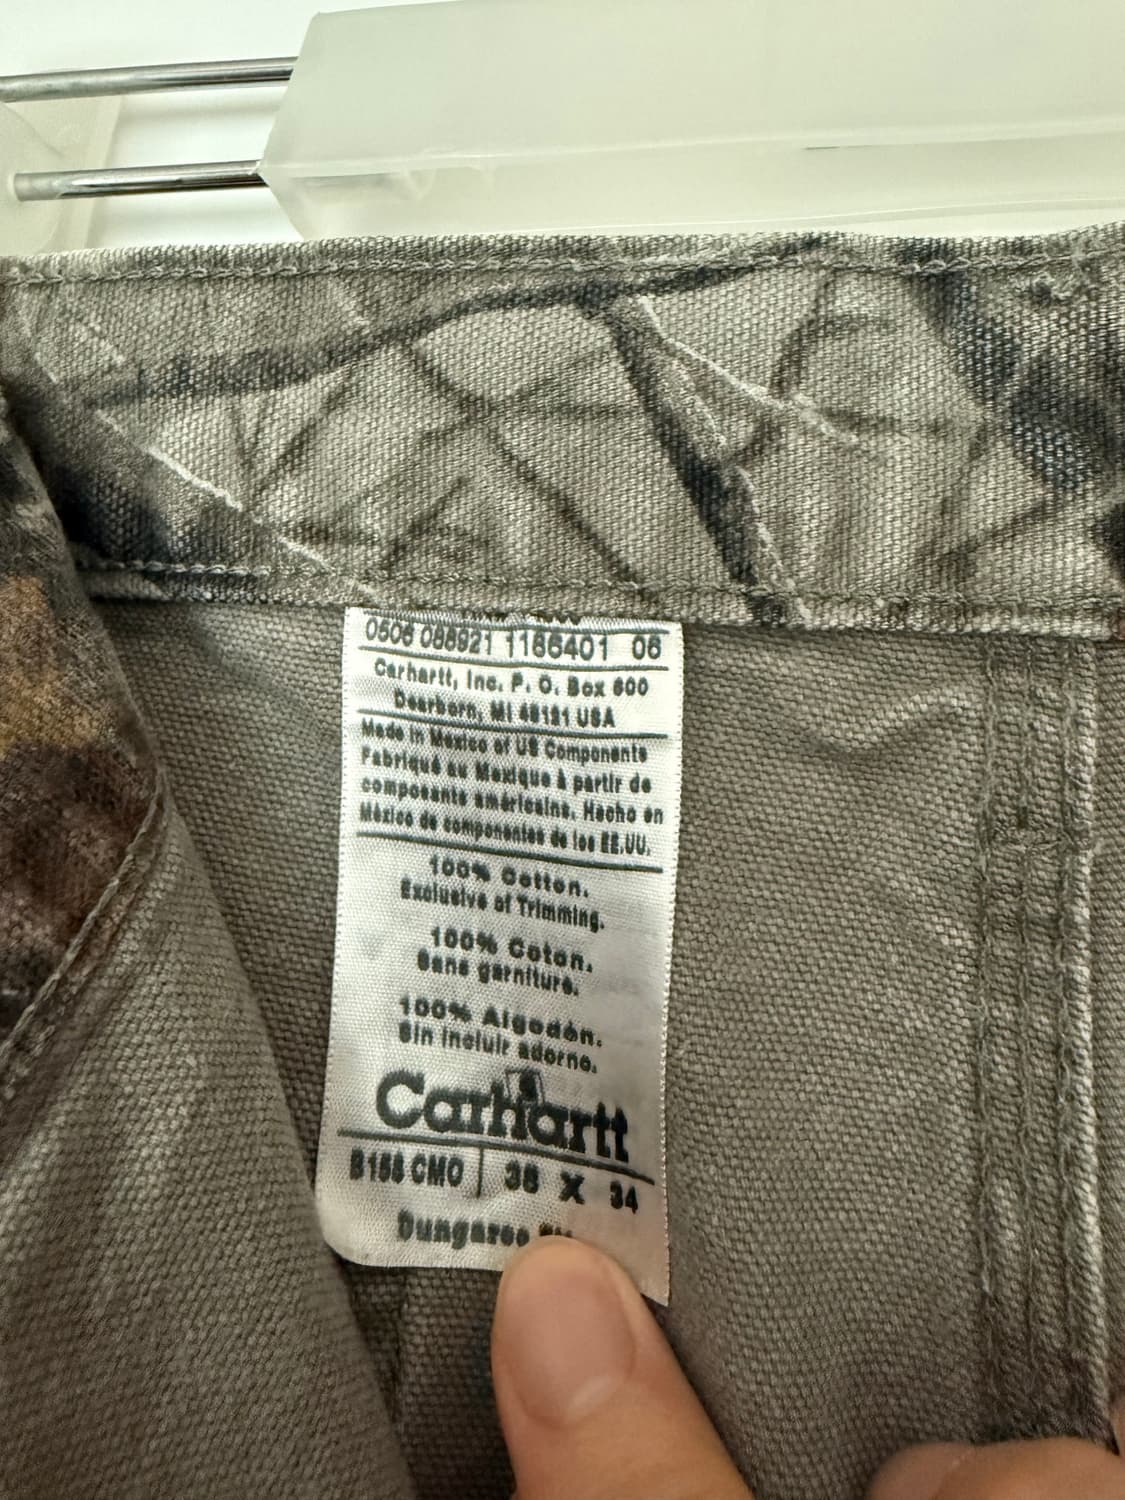 0506 088921 1166401 06
Carhartt, Inc. P. O. Box 600
Dearborn, MI 48121 USA
Made in Mexico of US Components
Fabriqué au Mexique à partir de
composants américains. Hecho en
México de componentes de los EE.UU.
100% Cotton.
Exclusive of Trimming.
100% Coton.
Sans garniture.
100% Algodón.
Sin incluir adorno.
Carhartt
CMO | 38 X 34
Dungaree